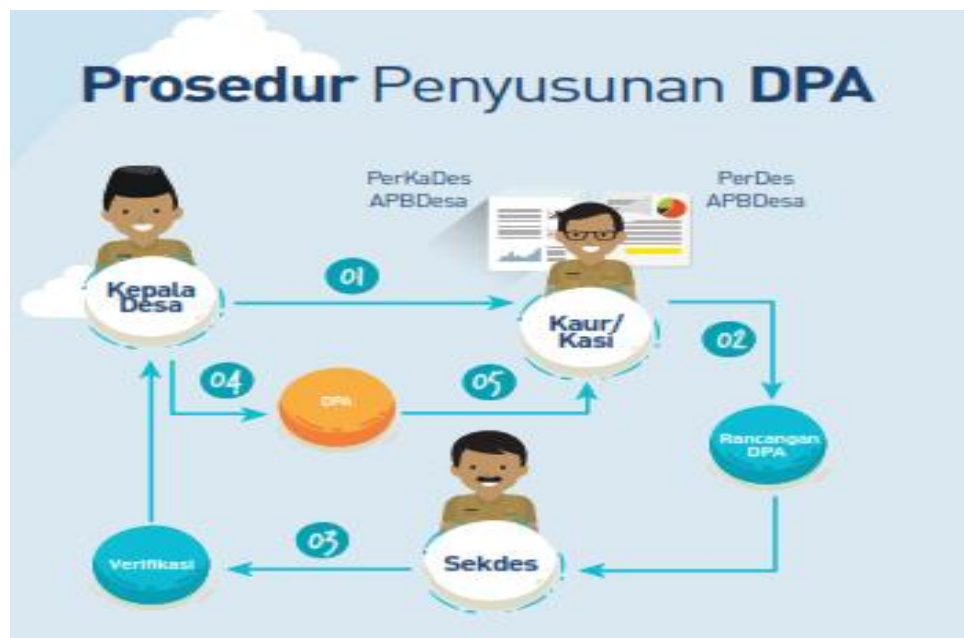 Prosedur Penyusunan DPA
PerKaDes
APBDesa
PerDes
APBDesa
Kepala
Desa
01
Kaur/
Kasi
02
04
DPA
05
Rancangan
DPA
Verifikasi
03
Sekdes